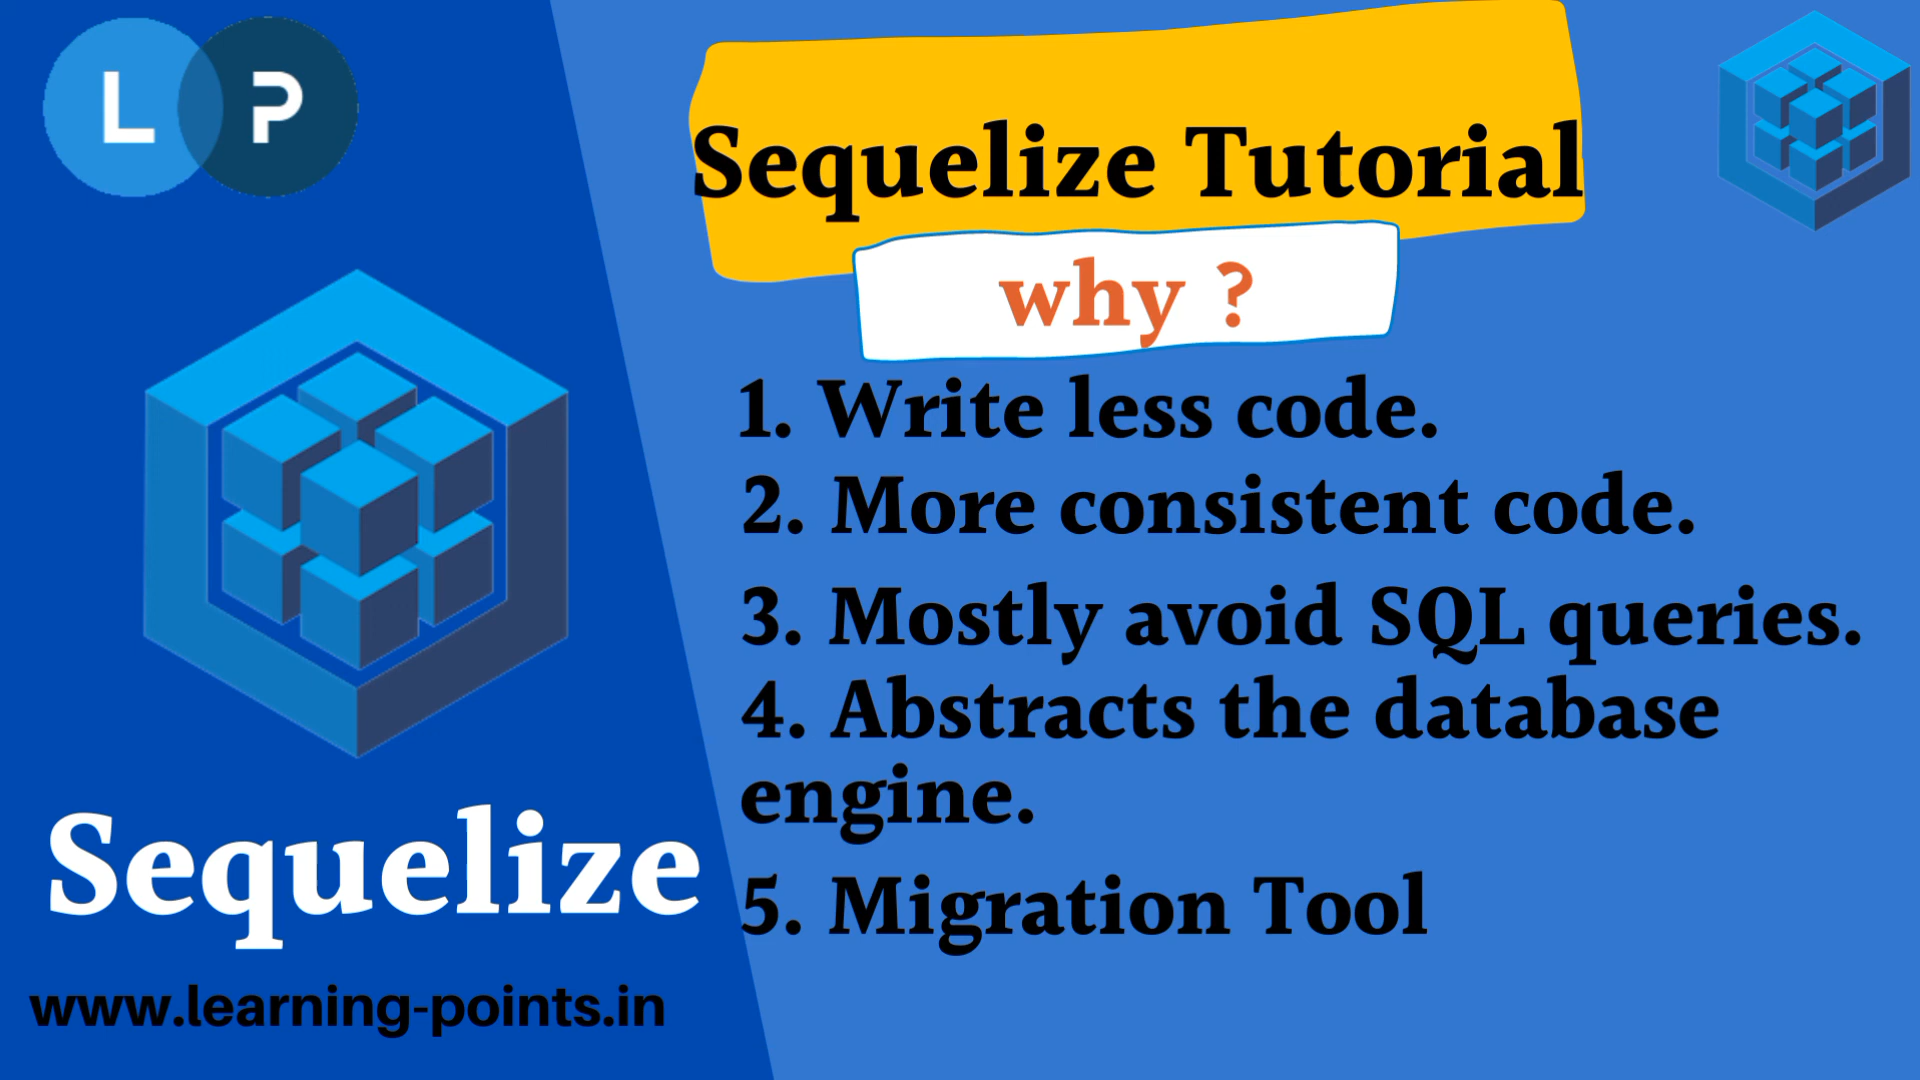 LP
Sequelize Tutorial
why ?
1. Write less code.
2. More consistent code.
3. Mostly avoid SQL queries.
4. Abstracts the database
engine.
5. Migration Tool
Sequelize
www.learning-points.in